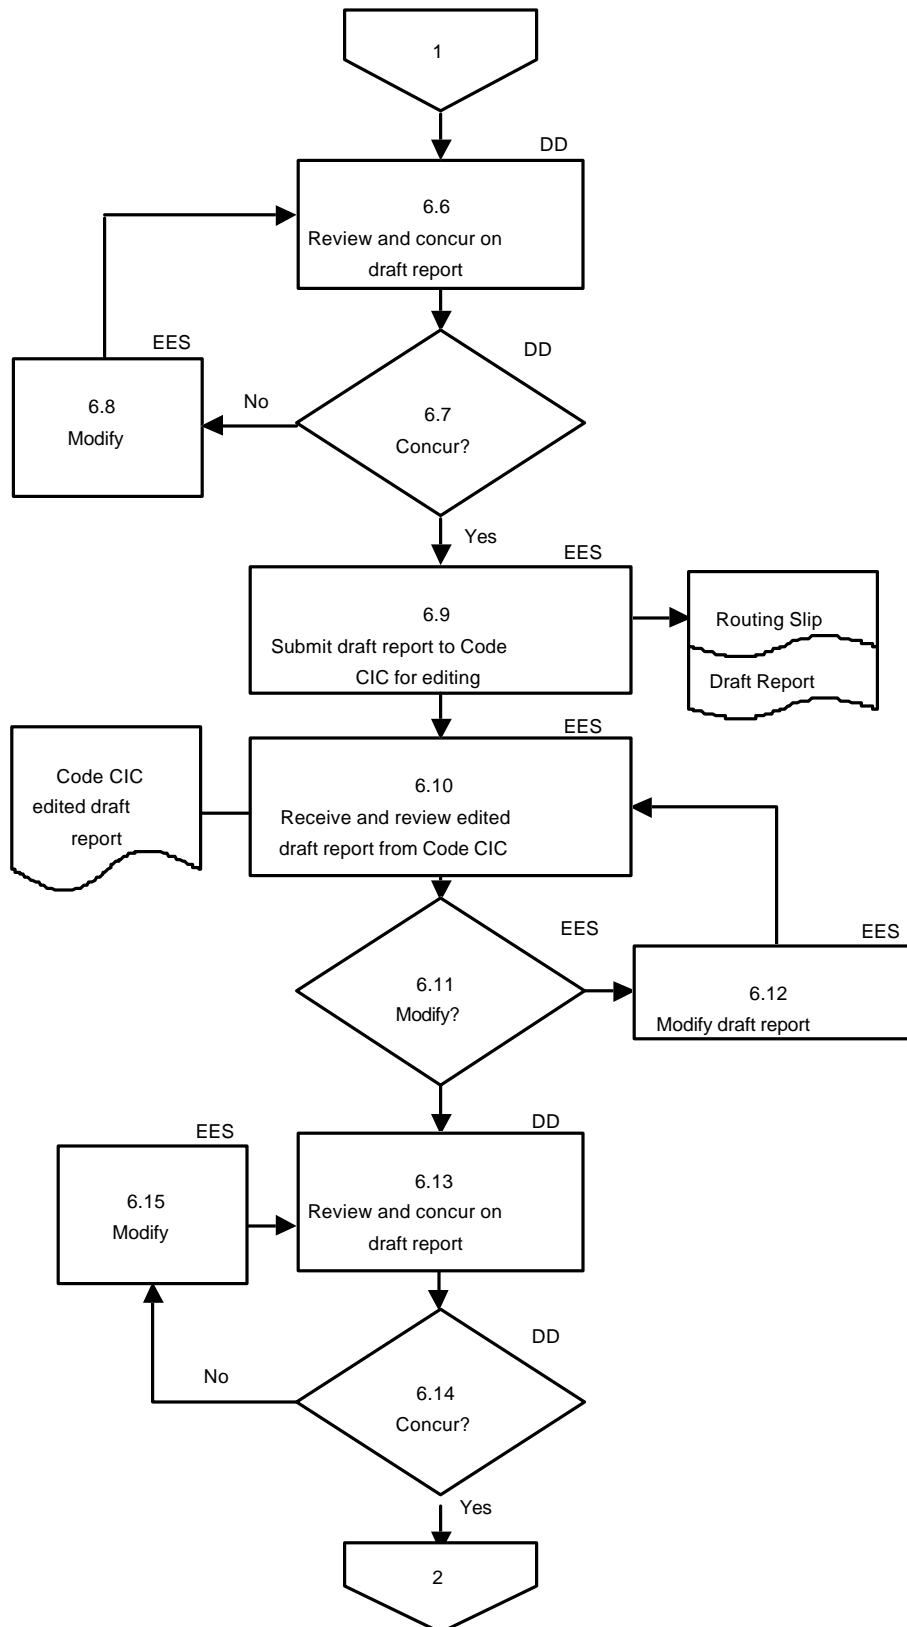 1
DD
6.6
Review and concur on
draft report
EES
DD
6.8
Modify
No
6.7
Concur?
Yes
EES
6.9
Submit draft report to Code
CIC for editing
Routing Slip
Draft Report
EES
Code CIC
edited draft
report
6.10
Receive and review edited
draft report from Code CIC
EES
EES
6.11
Modify?
6.12
Modify draft report
EES
DD
6.15
Modify
6.13
Review and concur on
draft report
DD
No
6.14
Concur?
Yes
2